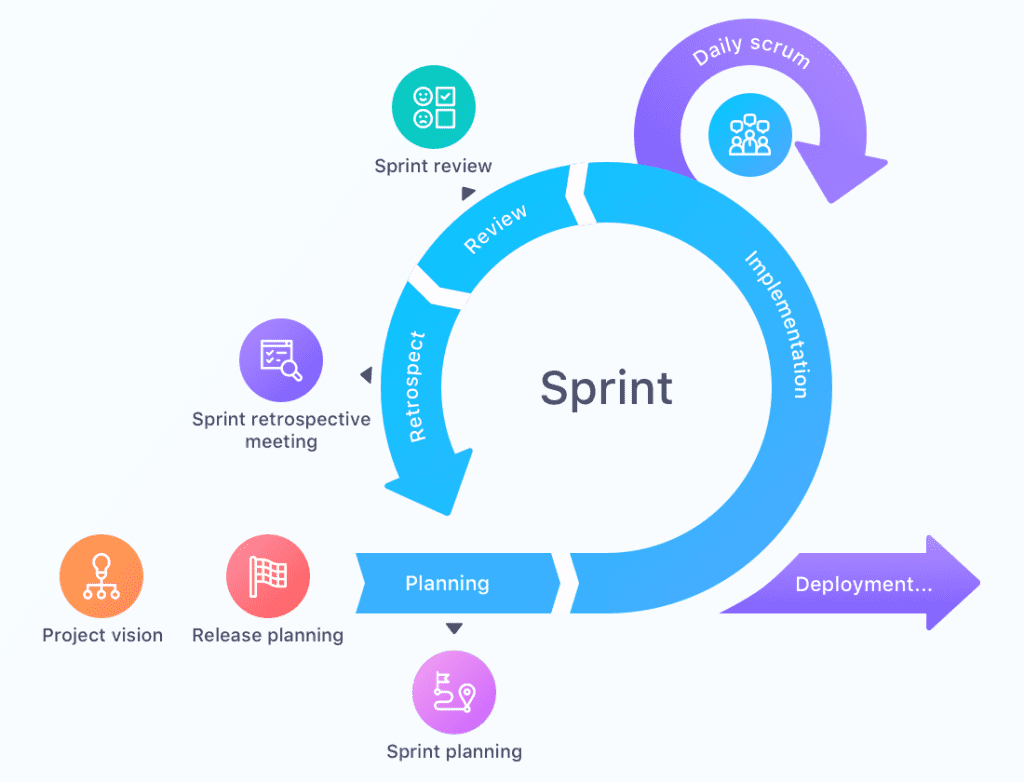 Daily scrum
Sprint review
Review
Implementation
Retrospect
Sprint
Sprint retrospective
meeting
Planning
Deployment...
Project vision
Release planning
Sprint planning